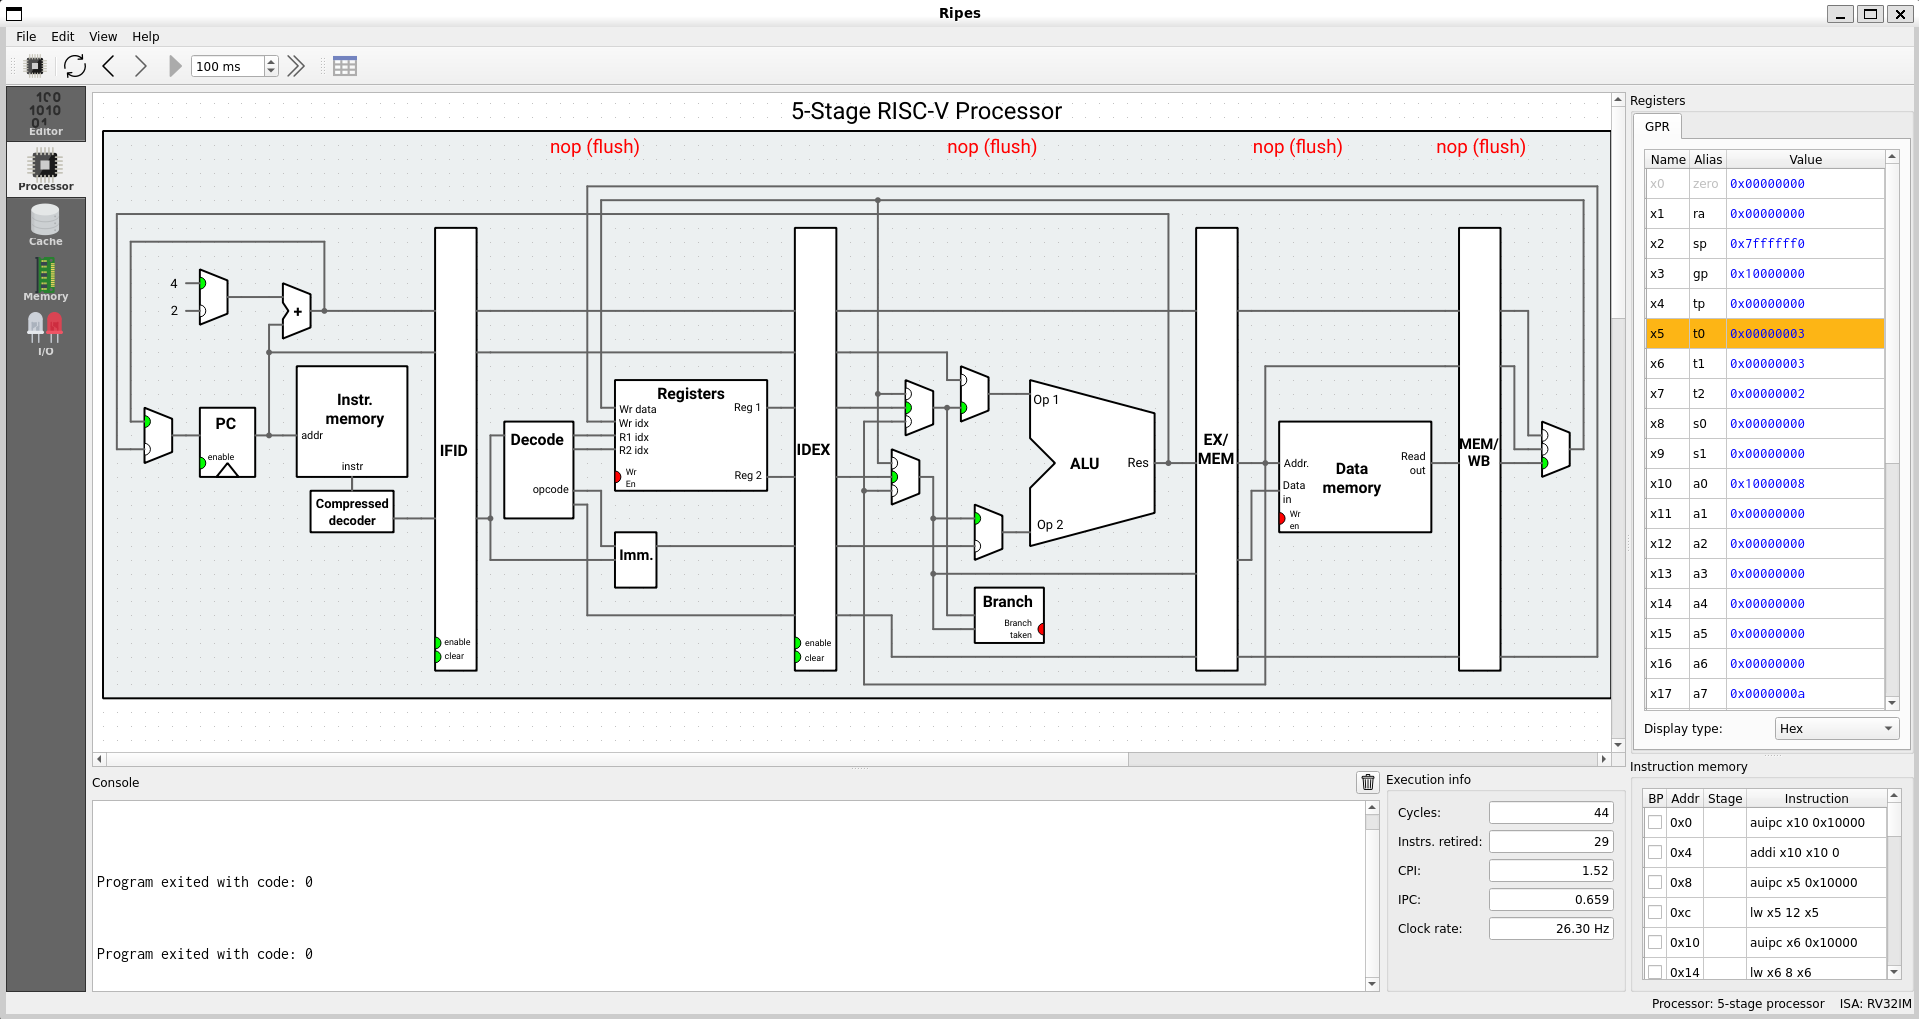 Ripes
File Edit View Help
100 ms
Editor
Processor
Cache
Memory
I/O
5-Stage RISC-V Processor
nop (flush) nop (flush) nop (flush) nop (flush)
4
2
+
PC
enable
Instr.
memory
addr
instr
Compressed
decoder
IFID
enable
clear
Decode
opcode
Registers
Wr data
Wr idx
R1 idx
R2 idx
Wr
En
Reg 1
Reg 2
Imm.
IDEX
enable
clear
Op 1
ALU
Res
Op 2
Branch
Branch
taken
EX/
MEM
Addr.
Data
in
Wr
en
Data
memory
Read
out
MEM/
WB
Registers
GPR
Name Alias Value
x0 zero 0x00000000
x1 ra 0x00000000
x2 sp 0x7ffffff0
x3 gp 0x10000000
x4 tp 0x00000000
x5 t0 0x00000003
x6 t1 0x00000003
x7 t2 0x00000002
x8 s0 0x00000000
x9 s1 0x00000000
x10 a0 0x10000008
x11 a1 0x00000000
x12 a2 0x00000000
x13 a3 0x00000000
x14 a4 0x00000000
x15 a5 0x00000000
x16 a6 0x00000000
x17 a7 0x0000000a
Display type: Hex
Console
Program exited with code: 0
Program exited with code: 0
Execution info
Cycles: 44
Instrs. retired: 29
CPI: 1.52
IPC: 0.659
Clock rate: 26.30 Hz
Instruction memory
BP Addr Stage Instruction
0x0 auipc x10 0x10000
0x4 addi x10 x10 0
0x8 auipc x5 0x10000
0xc lw x5 12 x5
0x10 auipc x6 0x10000
0x14 lw x6 8 x6
Processor: 5-stage processor ISA: RV32IM